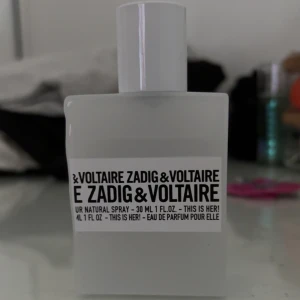 &VOLTAIRE ZADIG&VOLTAIRE
E ZADIG&VOLTAIRE
UR NATURAL SPRAY - 30 ML 1 FL.OZ. - THIS IS HER!
ML 1 FL OZ - THIS IS HER! - EAU DE PARFUM POUR ELLE